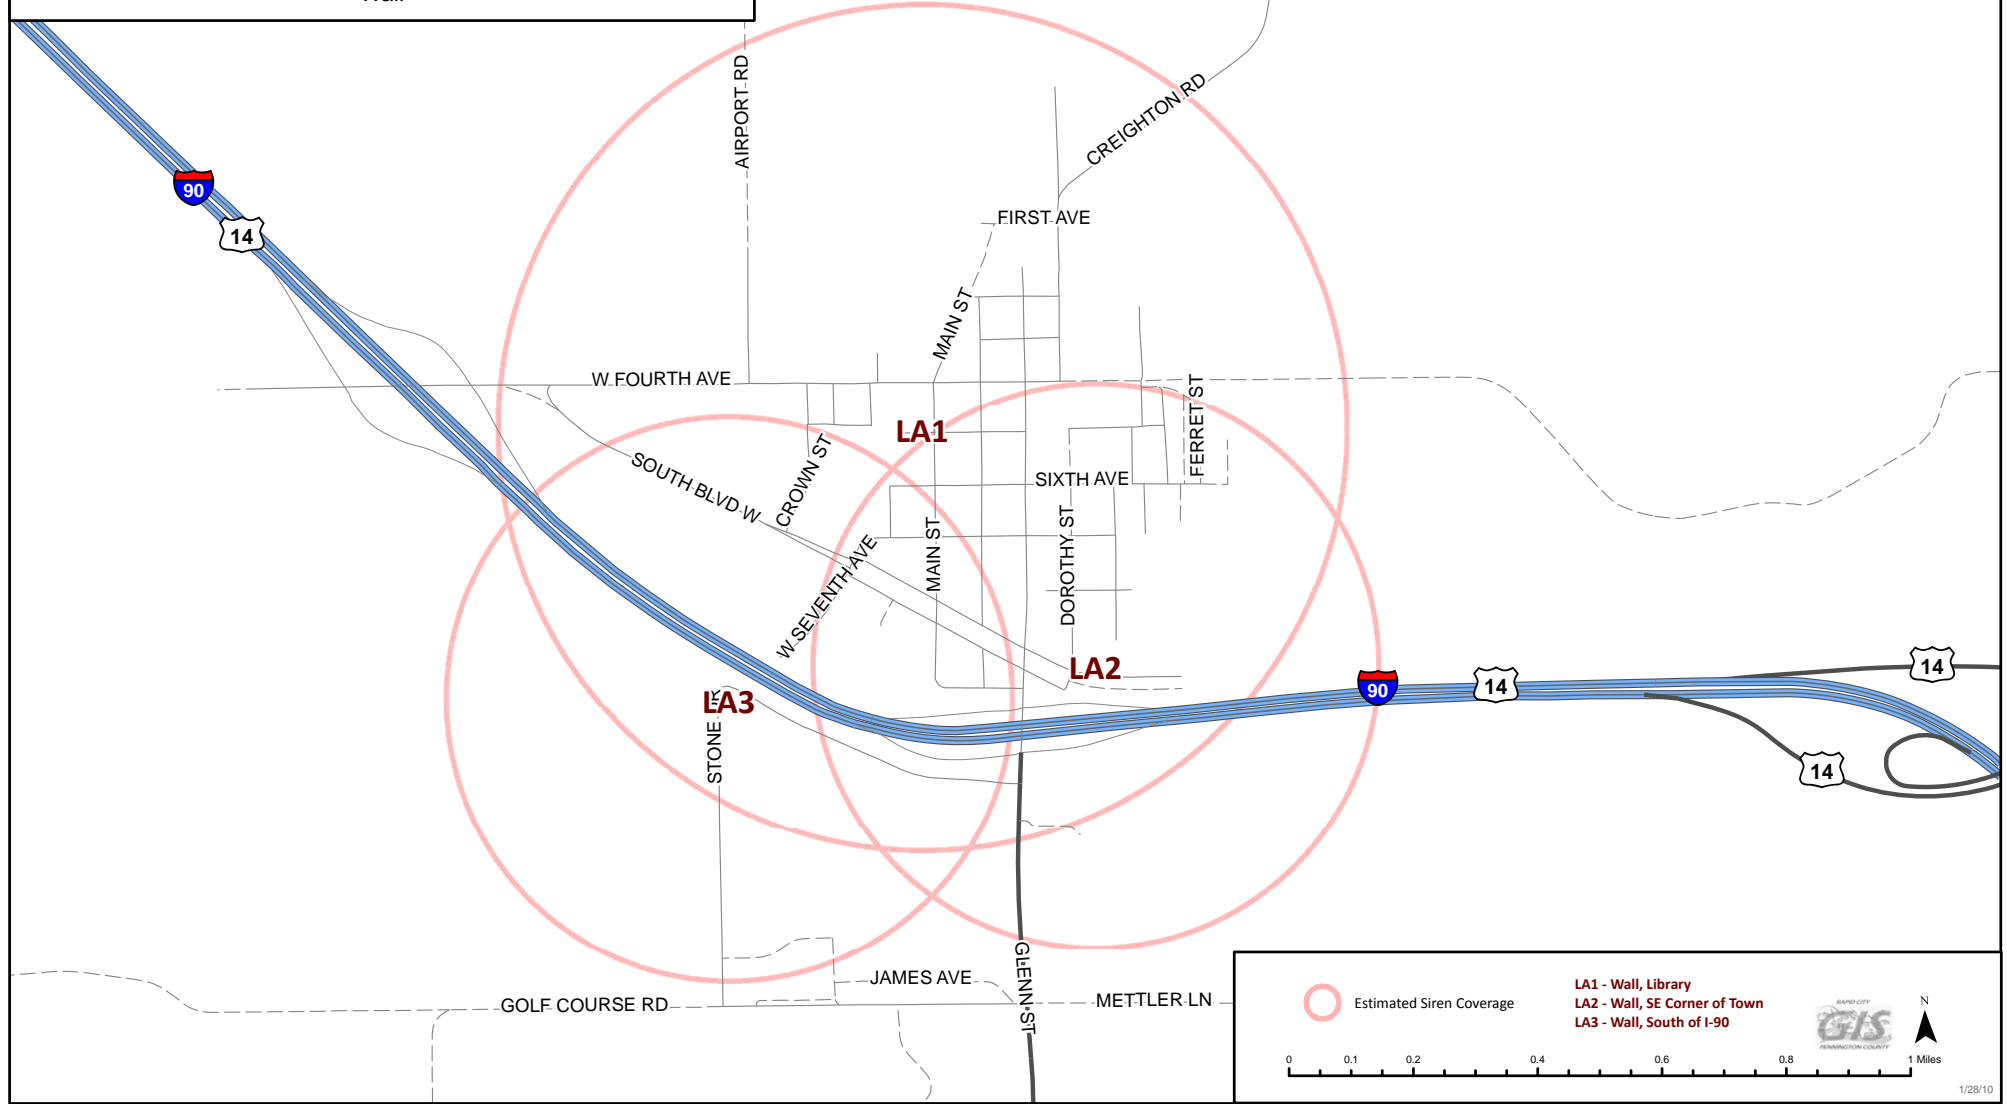 AIRPORT RD
CREIGHTON RD
90
14
FIRST AVE
MAIN ST
W FOURTH AVE
FERRET ST
LA1
CROWN ST
SOUTH BLVD W
SIXTH AVE
MAIN ST
DOROTHY ST
W SEVENTH AVE
LA2
14
90
14
LA3
STONE
14
GLENN ST
JAMES AVE
GOLF COURSE RD
METTLER LN
Estimated Siren Coverage
LA1 - Wall, Library
LA2 - Wall, SE Corner of Town
LA3 - Wall, South of I-90
RAPID CITY
GIS
PENNINGTON COUNTY
N
0 0.1 0.2 0.4 0.6 0.8 1 Miles
1/28/10